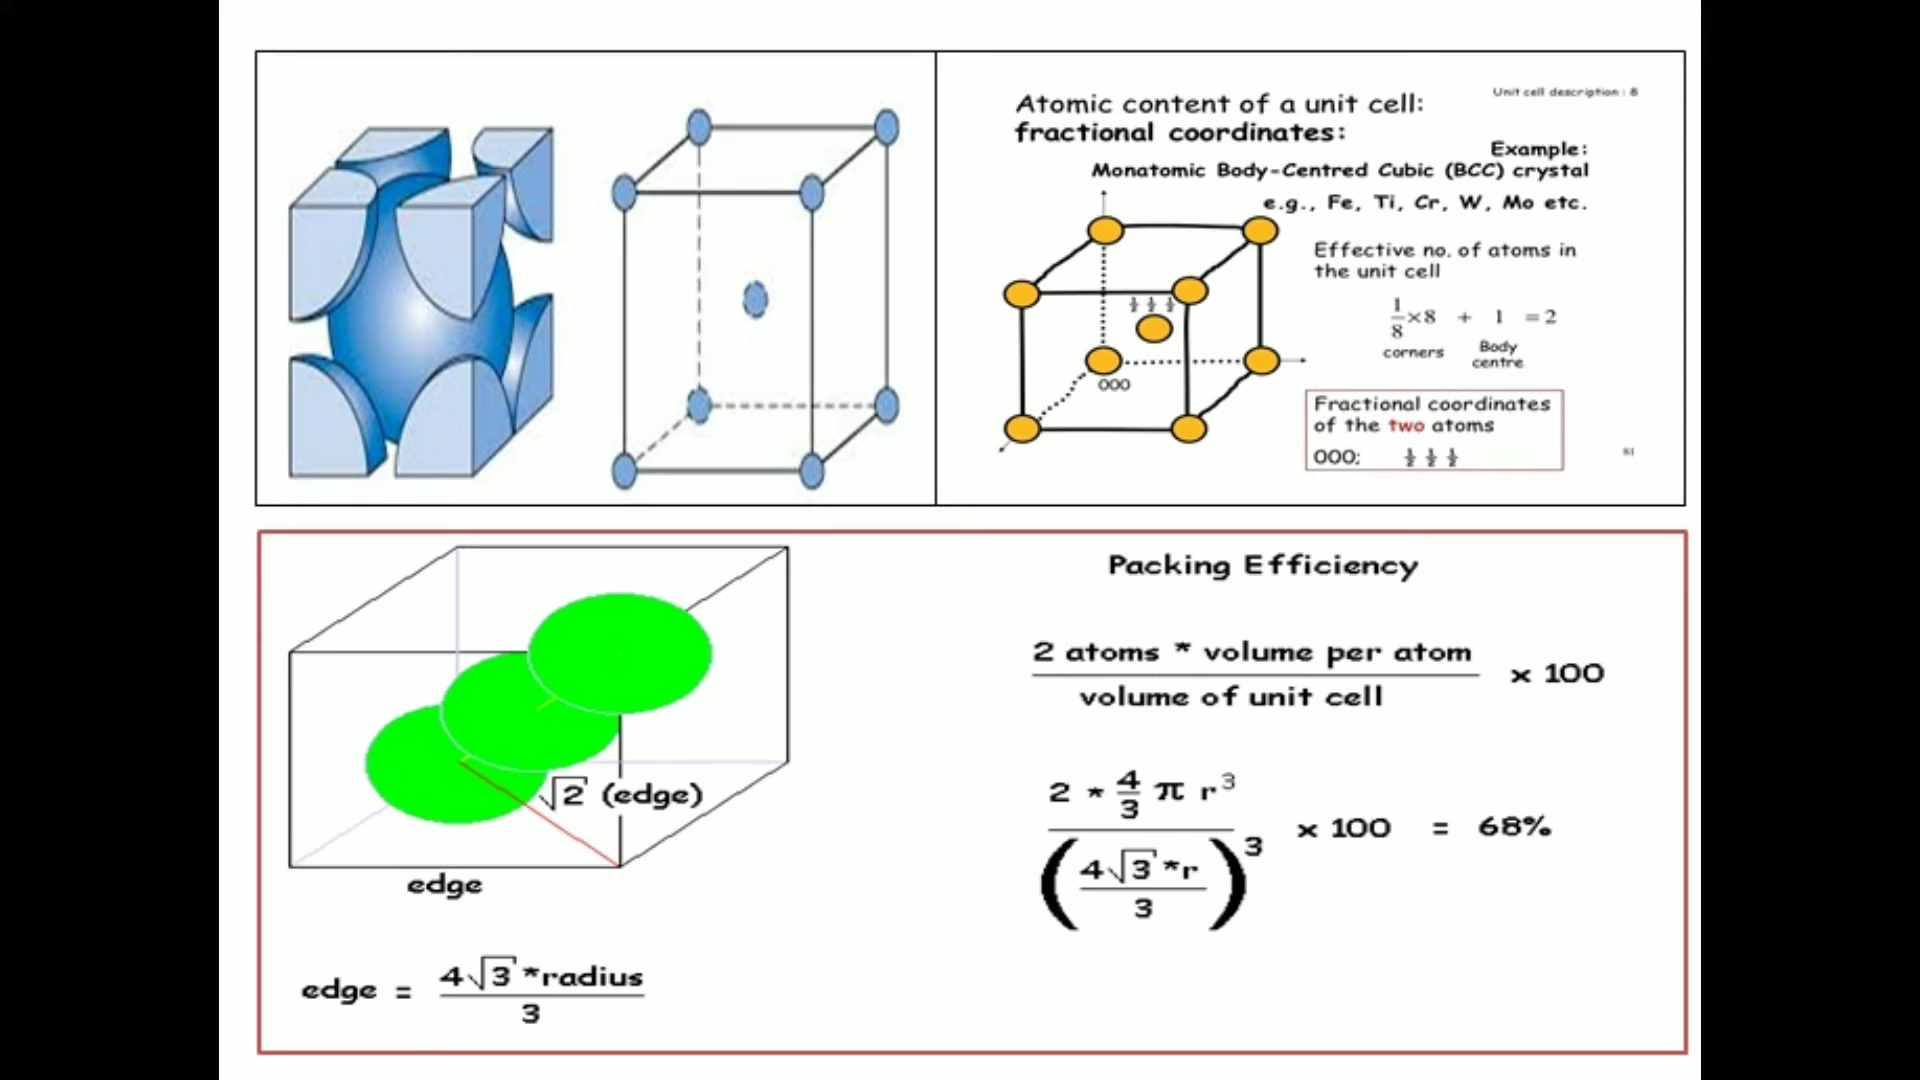 Unit cell description : 8
Atomic content of a unit cell:
fractional coordinates:
Example:
Monatomic Body-Centred Cubic (BCC) crystal
e.g., Fe, Ti, Cr, W, Mo etc.
Effective no. of atoms in
the unit cell
1/8 ×8 + 1 = 2
corners Body
centre
½ ½ ½
000
Fractional coordinates
of the two atoms
000; ½ ½ ½
81
√2 (edge)
edge
edge = 4√3 *radius / 3
Packing Efficiency
2 atoms * volume per atom
volume of unit cell
x 100
2 * 4/3 π r³
(4√3 *r / 3)³
x 100 = 68%